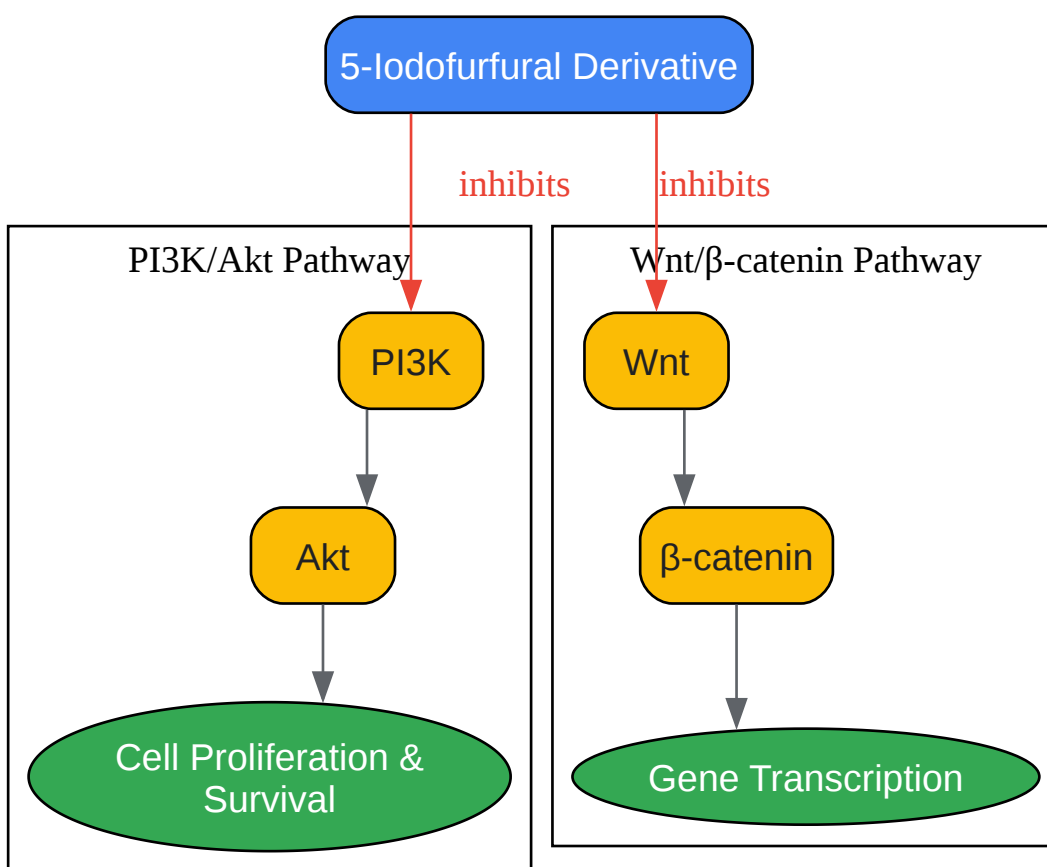 5-Iodofurfural Derivative
inhibits
inhibits
PI3K/Akt Pathway
Wnt/β-catenin Pathway
PI3K
Wnt
Akt
β-catenin
Cell Proliferation &
Survival
Gene Transcription